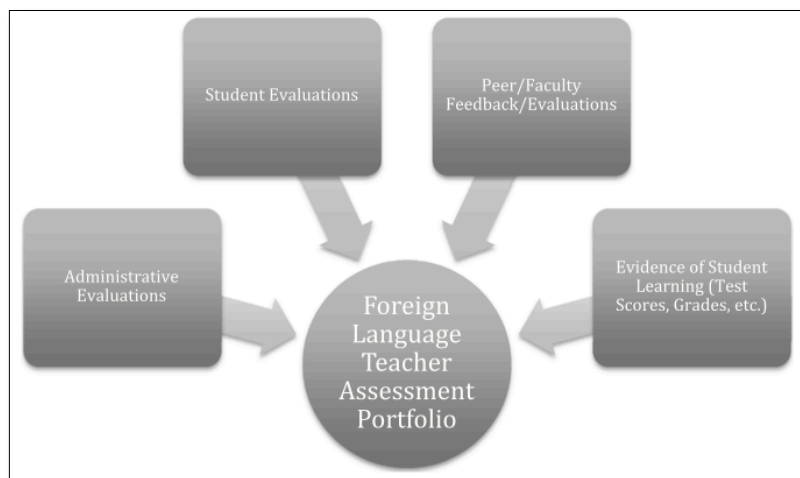 Student Evaluations
Peer/Faculty
Feedback/Evaluations
Administrative
Evaluations
Evidence of Student
Learning (Test
Scores, Grades, etc.)
Foreign
Language
Teacher
Assessment
Portfolio